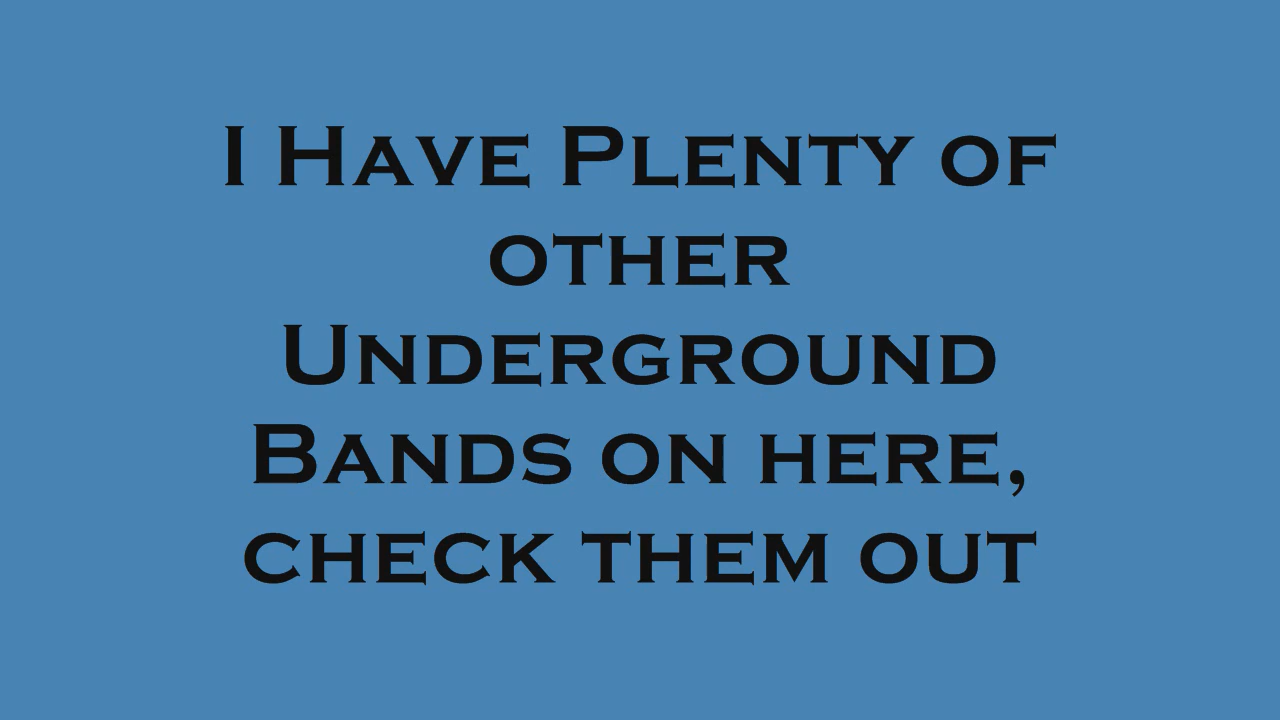 I Have Plenty of
other
Underground
Bands on here,
check them out